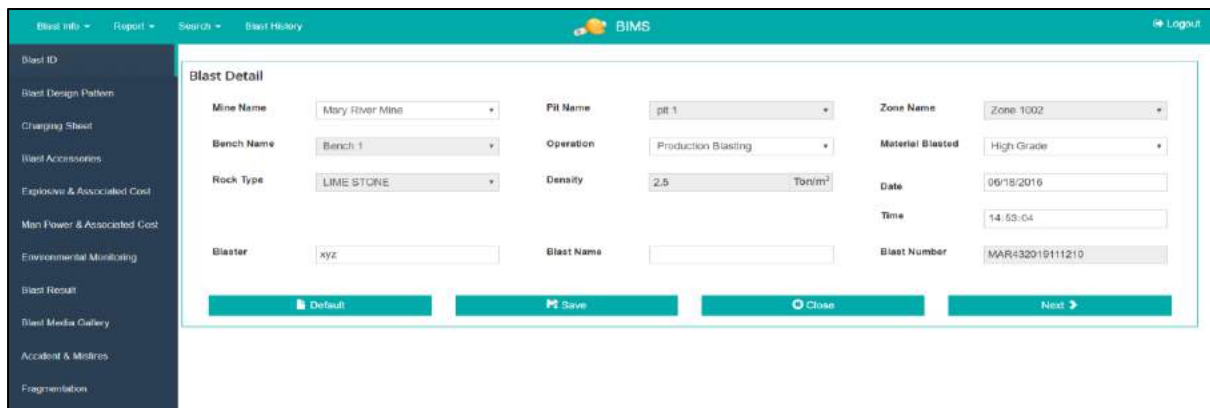 Blast Info Report Search Blast History BIMS Logout
Blast ID
Blast Design Pattern
Charging Sheet
Blast Accessories
Explosive & Associated Cost
Man Power & Associated Cost
Environmental Monitoring
Blast Result
Blast Media Gallery
Accident & Misfires
Fragmentation
Blast Detail
Mine Name Mary River Mine Pit Name pit 1 Zone Name Zone 1002
Bench Name Bench 1 Operation Production Blasting Material Blasted High Grade
Rock Type LIME STONE Density 2.5 Ton/m³ Date 06/18/2016
Time 14:53:04
Blaster xyz Blast Name Blast Number MAR432019111210
Default Save Close Next